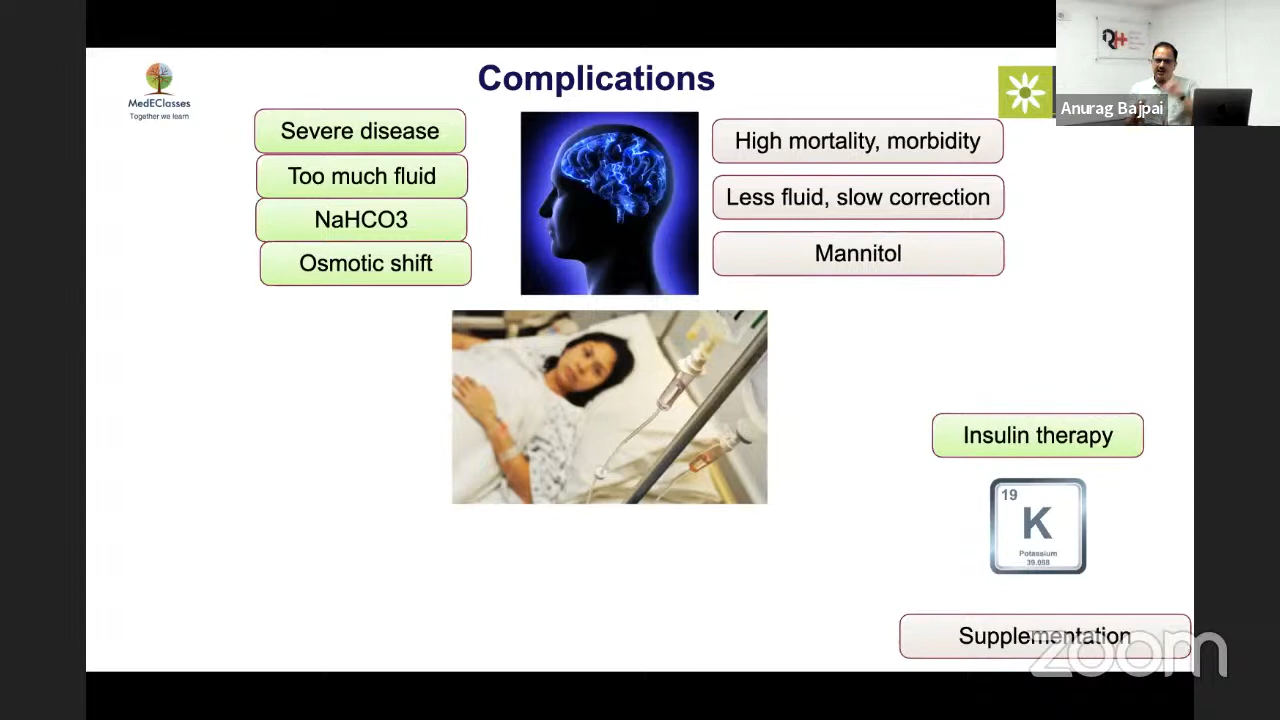 Complications
MedEClasses
Together we learn
Anurag Bajpai
Severe disease
Too much fluid
NaHCO3
Osmotic shift
High mortality, morbidity
Less fluid, slow correction
Mannitol
Insulin therapy
19
K
Potassium
39.098
Supplementation
zoom